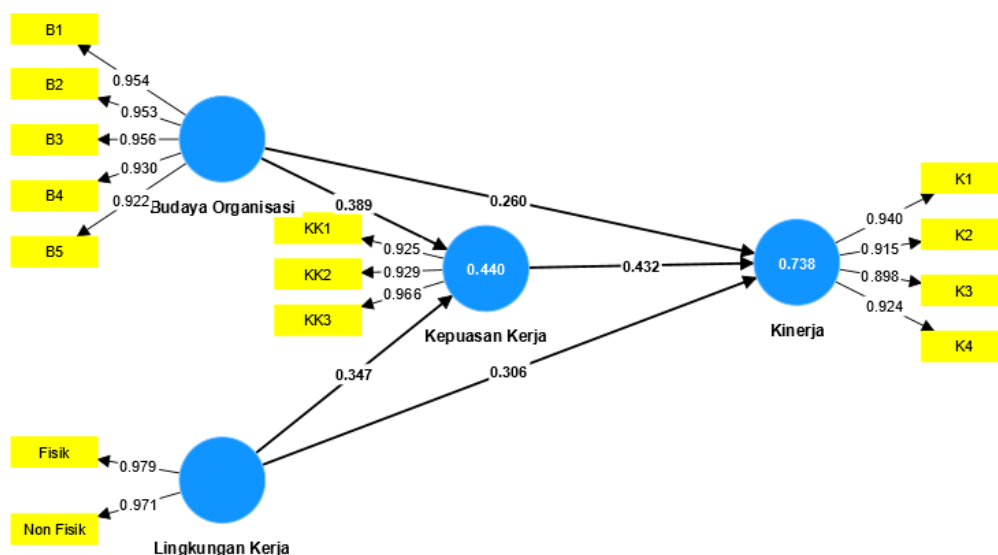 B1
0.954
B2
0.953
B3
0.956
B4
0.930
B5
0.922
Budaya Organisasi
0.389
0.260
KK1
0.925
KK2
0.929
KK3
0.966
0.440
Kepuasan Kerja
0.432
0.738
Kinerja
K1
0.940
K2
0.915
K3
0.898
K4
0.924
0.347
0.306
Fisik
0.979
Non Fisik
0.971
Lingkungan Kerja